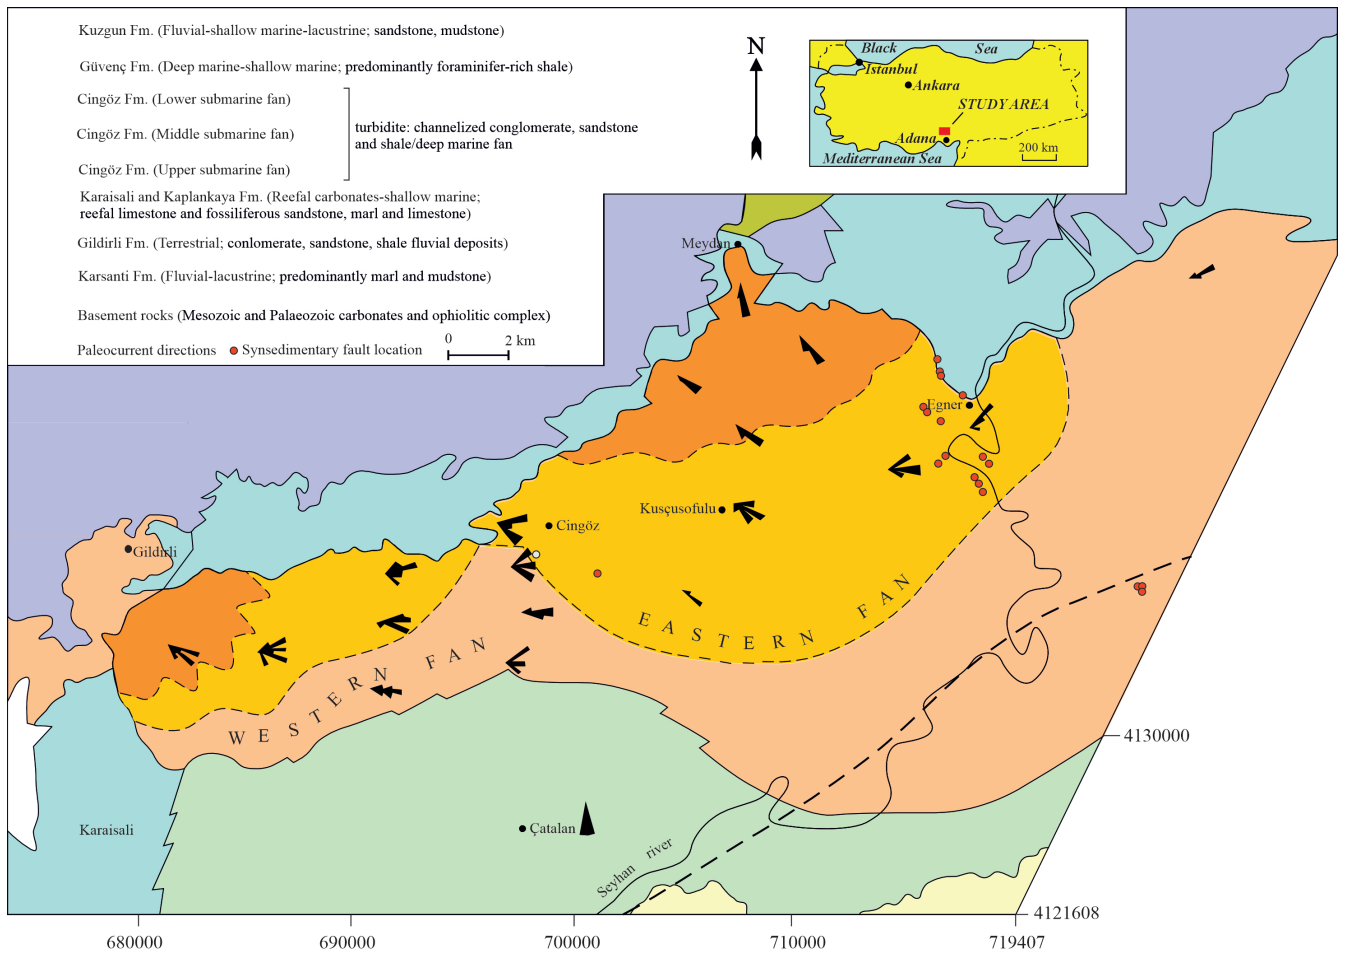 Kuzgun Fm. (Fluvial-shallow marine-lacustrine; sandstone, mudstone)
Güvenç Fm. (Deep marine-shallow marine; predominantly foraminifer-rich shale)
Cingöz Fm. (Lower submarine fan)
Cingöz Fm. (Middle submarine fan)
Cingöz Fm. (Upper submarine fan)
turbidite: channelized conglomerate, sandstone
and shale/deep marine fan
Karaisali and Kaplankaya Fm. (Reefal carbonates-shallow marine;
reefal limestone and fossiliferous sandstone, marl and limestone)
Gildirli Fm. (Terrestrial; conlomerate, sandstone, shale fluvial deposits)
Karsanti Fm. (Fluvial-lacustrine; predominantly marl and mudstone)
Basement rocks (Mesozoic and Palaeozoic carbonates and ophiolitic complex)
Paleocurrent directions
Synsedimentary fault location
0
2 km
N
Black
Sea
Istanbul
Ankara
STUDY AREA
Adana
200 km
Mediterranean Sea
Meydan
Egner
Kusçusofulu
Cingöz
Gildirli
EASTERN FAN
WESTERN FAN
Karaisali
Çatalan
Seyhan river
4130000
4121608
680000
690000
700000
710000
719407